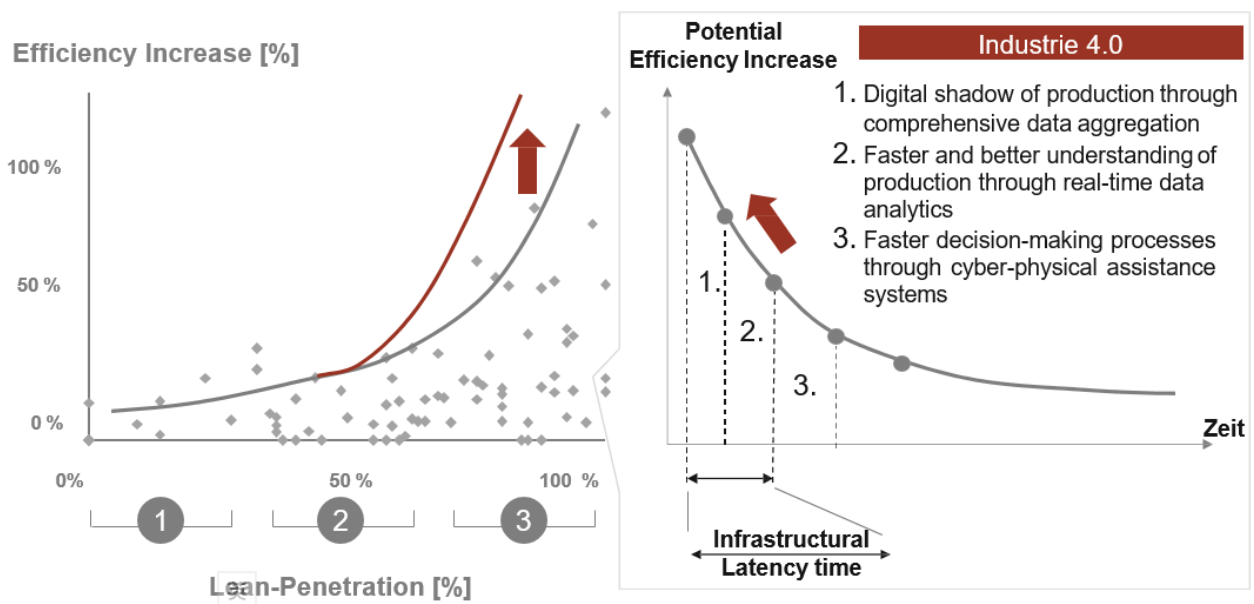 Efficiency Increase [%]
100 %
50 %
0 %
0%
50 %
100 %
1
2
3
Lean-Penetration [%]
英
Potential
Efficiency Increase
Industrie 4.0
1. Digital shadow of production through
comprehensive data aggregation
2. Faster and better understanding of
production through real-time data
analytics
3. Faster decision-making processes
through cyber-physical assistance
systems
1.
2.
3.
Zeit
Infrastructural
Latency time